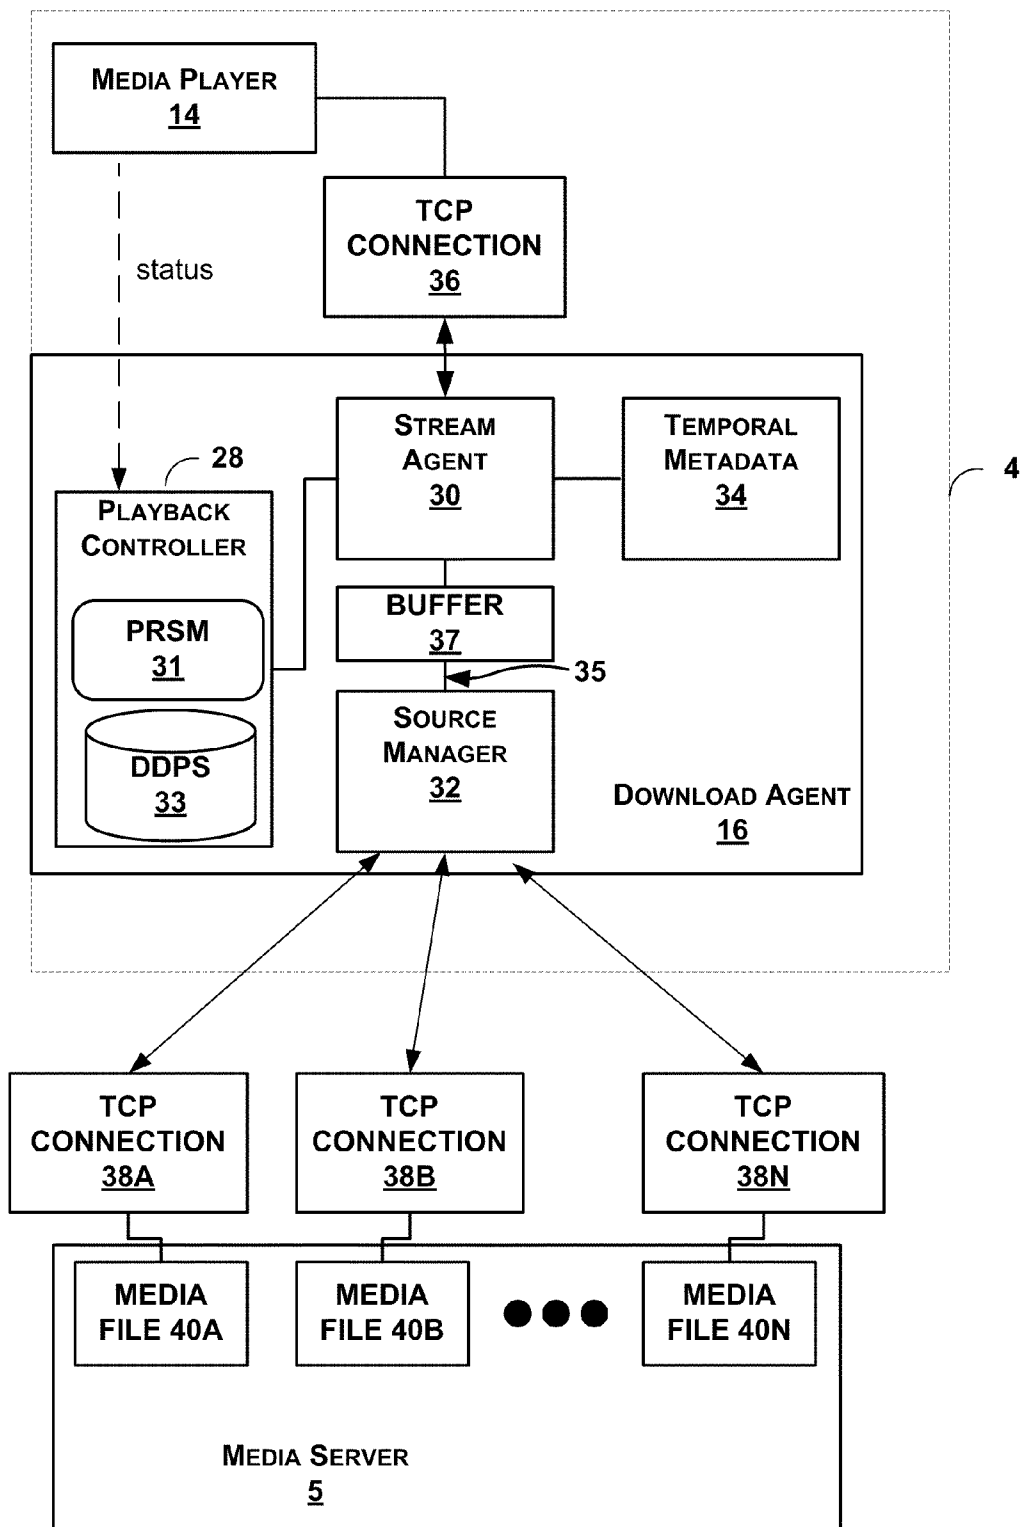 MEDIA PLAYER
14
TCP
CONNECTION
36
status
STREAM
AGENT
30
TEMPORAL
METADATA
34
4
28
PLAYBACK
CONTROLLER
PRSM
31
BUFFER
37
35
SOURCE
MANAGER
32
DDPS
33
DOWNLOAD AGENT
16
TCP
CONNECTION
38A
TCP
CONNECTION
38B
TCP
CONNECTION
38N
MEDIA
FILE 40A
MEDIA
FILE 40B
MEDIA
FILE 40N
MEDIA SERVER
5